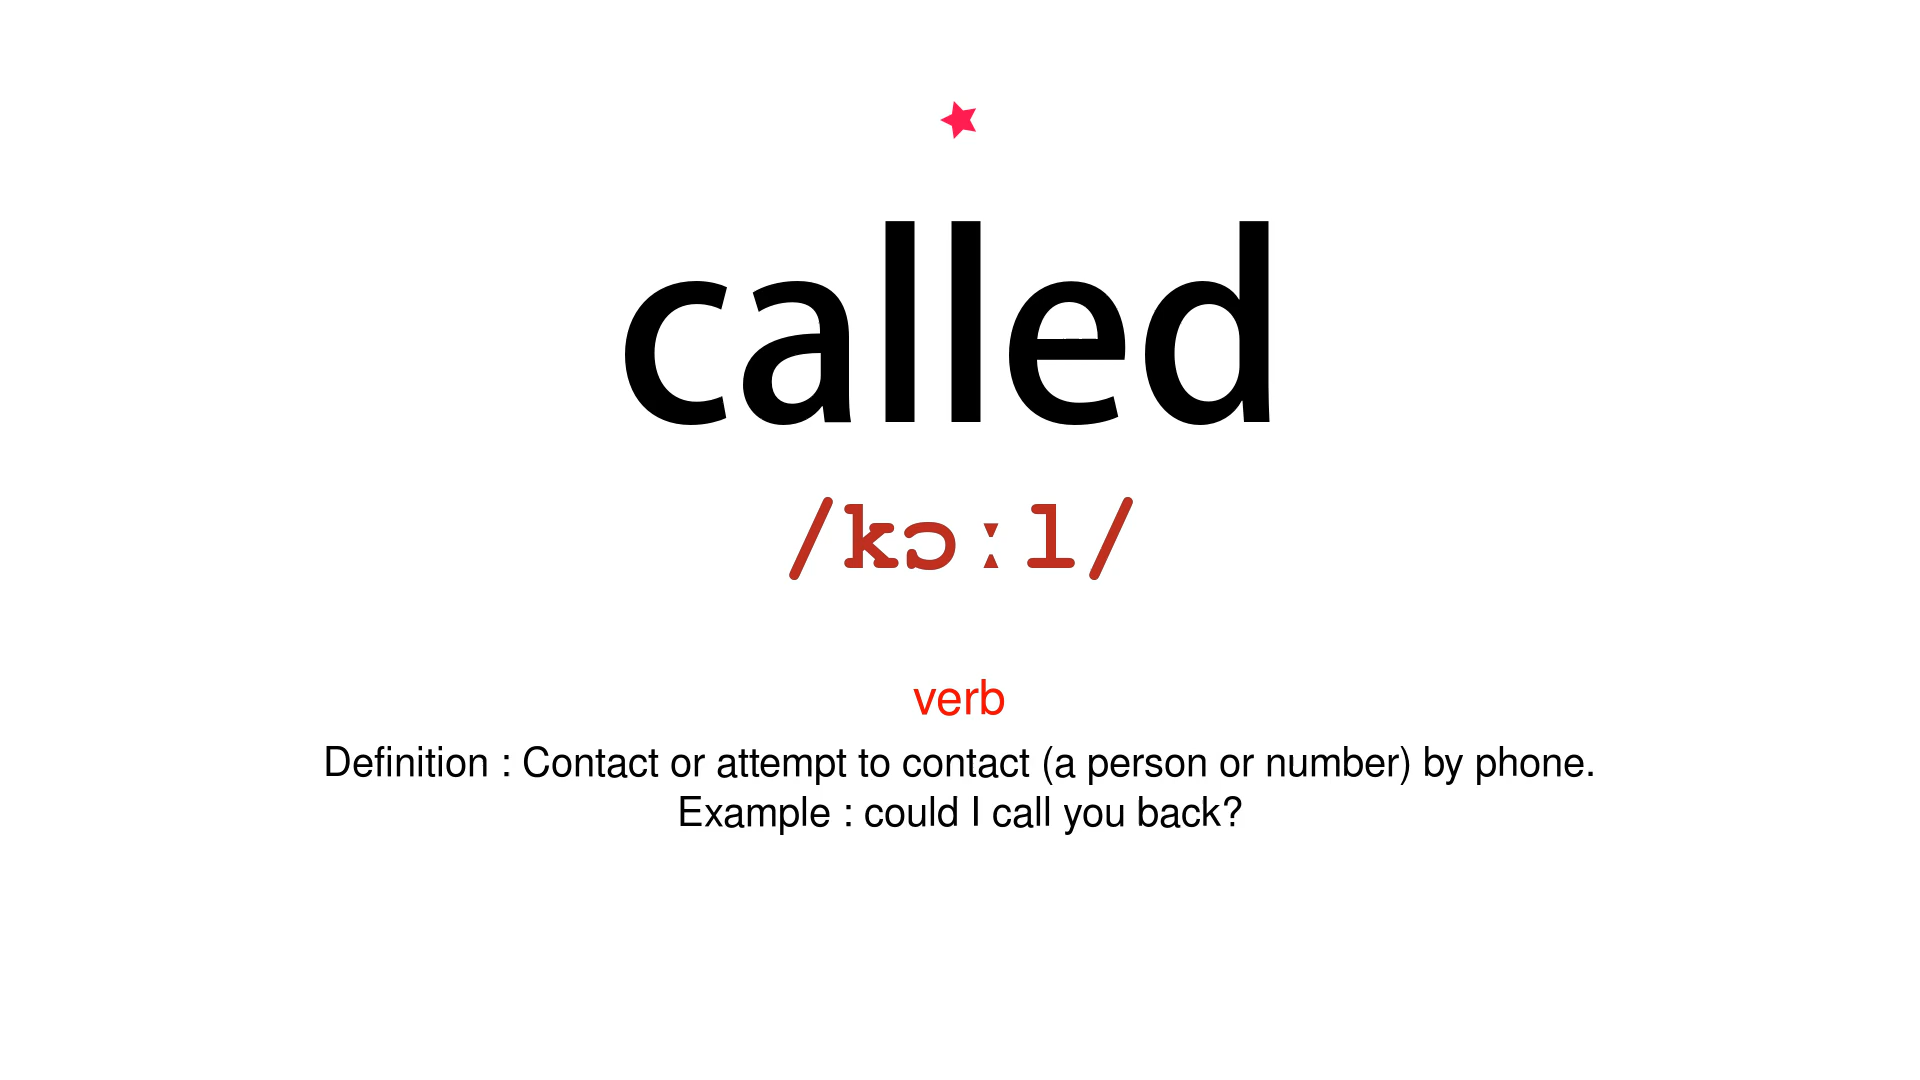 called
/kɔːl/
verb
Definition : Contact or attempt to contact (a person or number) by phone.
Example : could I call you back?